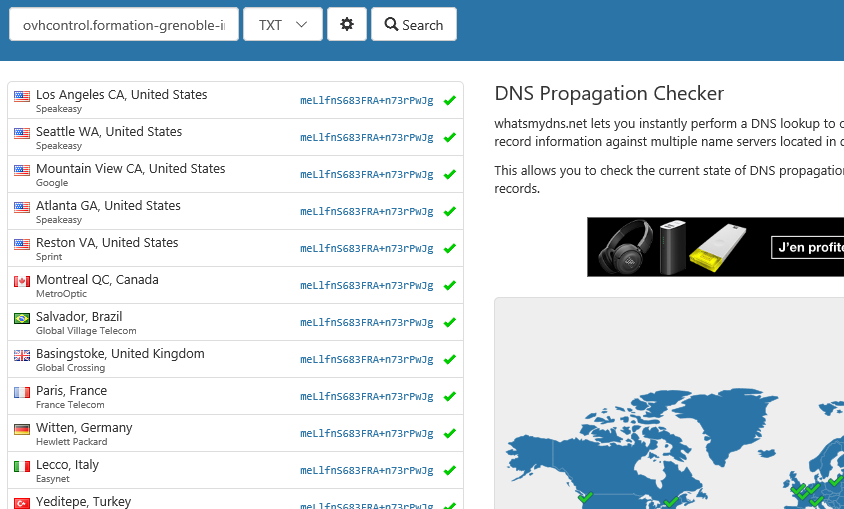 ovhcontrol.formation-grenoble-i
TXT
Search
Los Angeles CA, United States
Speakeasy
meLlfnS683FRA+n73rPwJg
Seattle WA, United States
Speakeasy
meLlfnS683FRA+n73rPwJg
Mountain View CA, United States
Google
meLlfnS683FRA+n73rPwJg
Atlanta GA, United States
Speakeasy
meLlfnS683FRA+n73rPwJg
Reston VA, United States
Sprint
meLlfnS683FRA+n73rPwJg
Montreal QC, Canada
MetroOptic
meLlfnS683FRA+n73rPwJg
Salvador, Brazil
Global Village Telecom
meLlfnS683FRA+n73rPwJg
Basingstoke, United Kingdom
Global Crossing
meLlfnS683FRA+n73rPwJg
Paris, France
France Telecom
meLlfnS683FRA+n73rPwJg
Witten, Germany
Hewlett Packard
meLlfnS683FRA+n73rPwJg
Lecco, Italy
Easynet
meLlfnS683FRA+n73rPwJg
Yeditepe, Turkey
meLlfnS683FRA+n73rPwJg
DNS Propagation Checker
whatsmydns.net lets you instantly perform a DNS lookup to
record information against multiple name servers located in
This allows you to check the current state of DNS propagation
records.
J'en profite